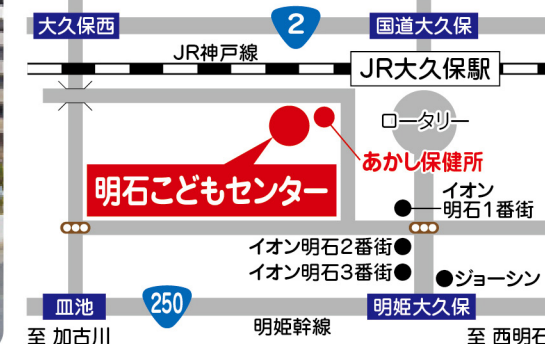 大久保西
2
国道大久保
JR神戸線
JR大久保駅
ロータリー
あかし保健所
明石こどもセンター
イオン
明石1番街
イオン明石2番街
イオン明石3番街
ジョーシン
皿池
250
明姫幹線
明姫大久保
至 加古川
至 西明石